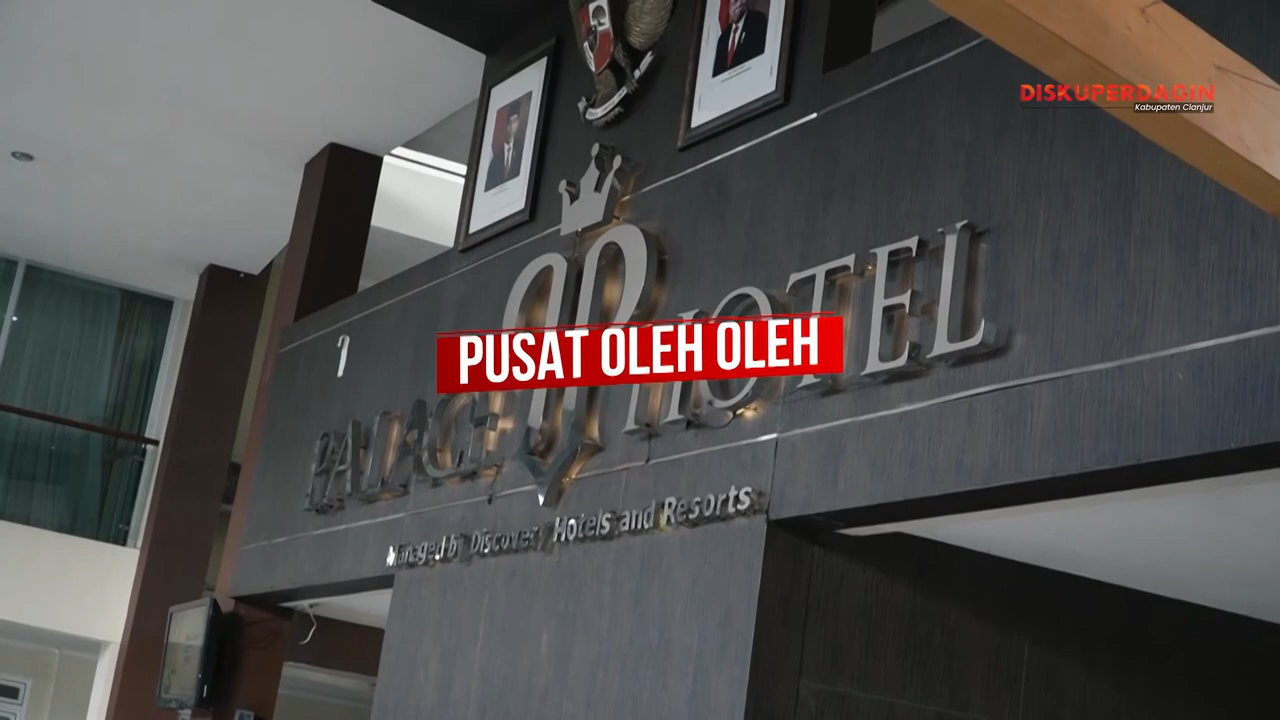 DISKUPERDAGIN
Kabupaten Cianjur
PUSAT OLEH OLEH
PALACE HOTEL
Managed by Discovery Hotels and Resorts